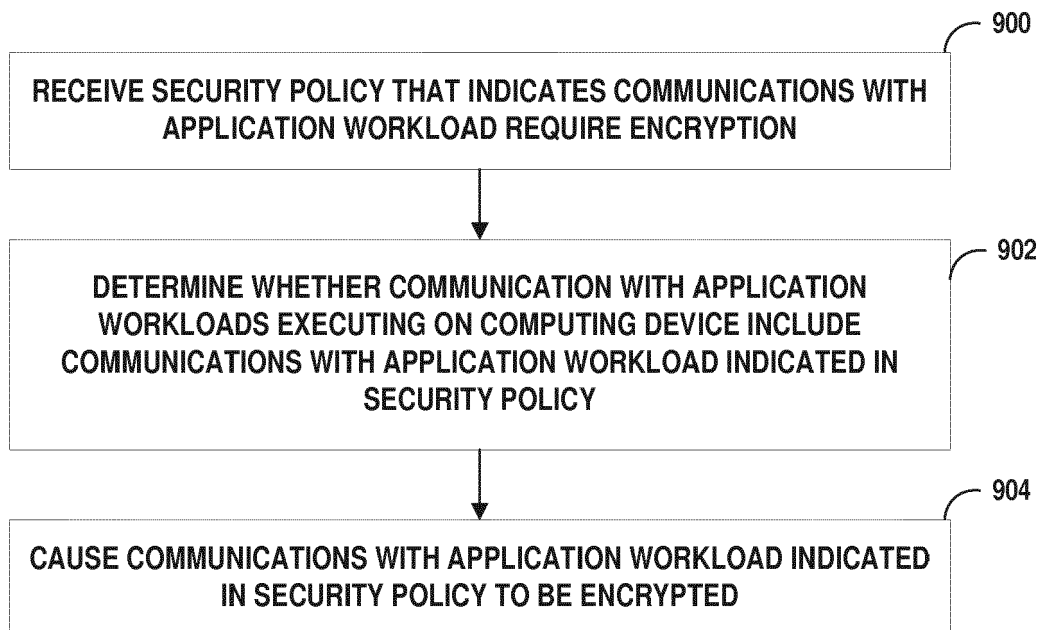 900
RECEIVE SECURITY POLICY THAT INDICATES COMMUNICATIONS WITH
APPLICATION WORKLOAD REQUIRE ENCRYPTION
902
DETERMINE WHETHER COMMUNICATION WITH APPLICATION
WORKLOADS EXECUTING ON COMPUTING DEVICE INCLUDE
COMMUNICATIONS WITH APPLICATION WORKLOAD INDICATED IN
SECURITY POLICY
904
CAUSE COMMUNICATIONS WITH APPLICATION WORKLOAD INDICATED
IN SECURITY POLICY TO BE ENCRYPTED